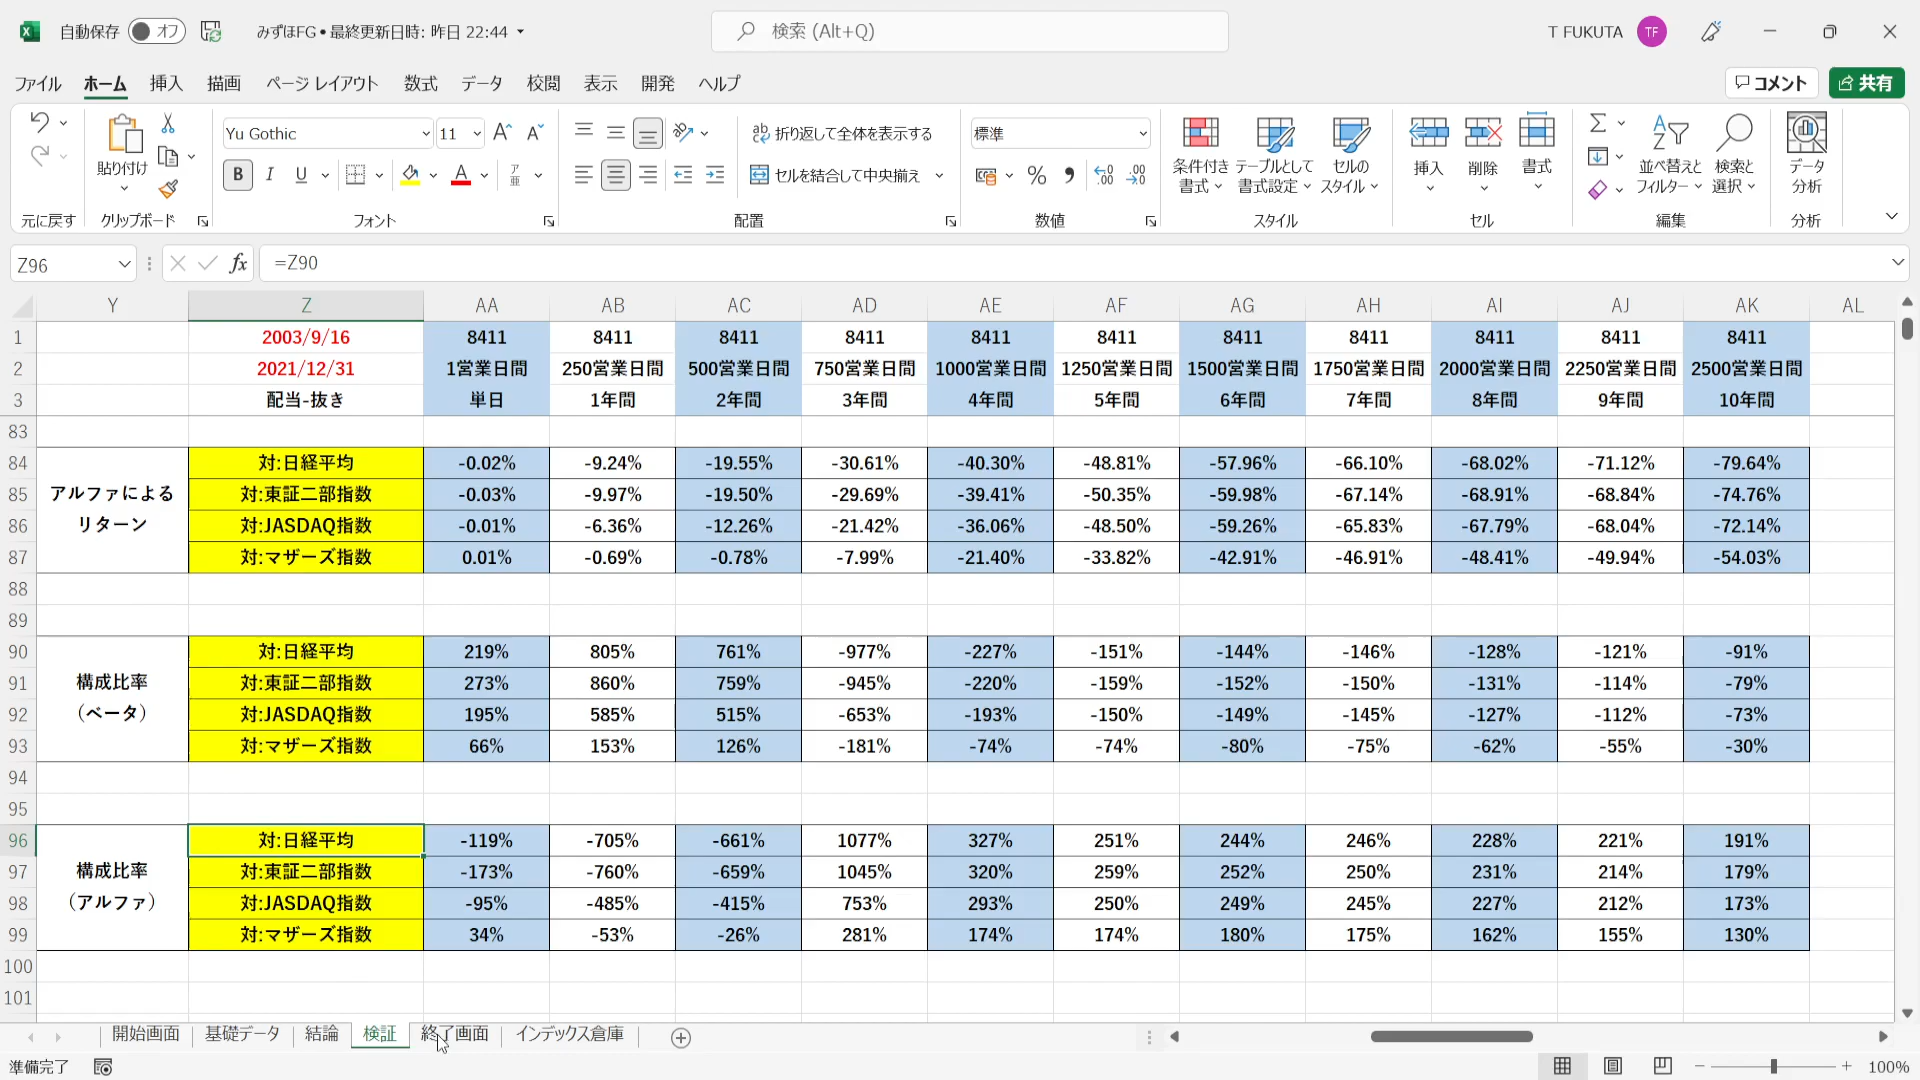 自動保存 オフ みずほFG • 最終更新日時: 昨日 22:44 検索 (Alt+Q) T FUKUTA TF
ファイル ホーム 挿入 描画 ページ レイアウト 数式 データ 校閲 表示 開発 ヘルプ コメント 共有
Yu Gothic 11 折り返して全体を表示する 標準
貼り付け B I U A セルを結合して中央揃え % 条件付き書式 テーブルとして書式設定 セルのスタイル 挿入 削除 書式 並べ替えとフィルター 検索と選択 データ分析
元に戻す クリップボード フォント 配置 数値 スタイル セル 編集 分析
Z96 fx =Z90
Y Z AA AB AC AD AE AF AG AH AI AJ AK AL
1 2003/9/16 8411 8411 8411 8411 8411 8411 8411 8411 8411 8411 8411
2 2021/12/31 1営業日間 250営業日間 500営業日間 750営業日間 1000営業日間 1250営業日間 1500営業日間 1750営業日間 2000営業日間 2250営業日間 2500営業日間
3 配当-抜き 単日 1年間 2年間 3年間 4年間 5年間 6年間 7年間 8年間 9年間 10年間
83
アルファによる
リターン
84 対:日経平均 -0.02% -9.24% -19.55% -30.61% -40.30% -48.81% -57.96% -66.10% -68.02% -71.12% -79.64%
85 対:東証二部指数 -0.03% -9.97% -19.50% -29.69% -39.41% -50.35% -59.98% -67.14% -68.91% -68.84% -74.76%
86 対:JASDAQ指数 -0.01% -6.36% -12.26% -21.42% -36.06% -48.50% -59.26% -65.83% -67.79% -68.04% -72.14%
87 対:マザーズ指数 0.01% -0.69% -0.78% -7.99% -21.40% -33.82% -42.91% -46.91% -48.41% -49.94% -54.03%
88
89
構成比率
（ベータ）
90 対:日経平均 219% 805% 761% -977% -227% -151% -144% -146% -128% -121% -91%
91 対:東証二部指数 273% 860% 759% -945% -220% -159% -152% -150% -131% -114% -79%
92 対:JASDAQ指数 195% 585% 515% -653% -193% -150% -149% -145% -127% -112% -73%
93 対:マザーズ指数 66% 153% 126% -181% -74% -74% -80% -75% -62% -55% -30%
94
95
構成比率
（アルファ）
96 対:日経平均 -119% -705% -661% 1077% 327% 251% 244% 246% 228% 221% 191%
97 対:東証二部指数 -173% -760% -659% 1045% 320% 259% 252% 250% 231% 214% 179%
98 対:JASDAQ指数 -95% -485% -415% 753% 293% 250% 249% 245% 227% 212% 173%
99 対:マザーズ指数 34% -53% -26% 281% 174% 174% 180% 175% 162% 155% 130%
100
101
開始画面 基礎データ 結論 検証 終了画面 インデックス倉庫
準備完了 100%